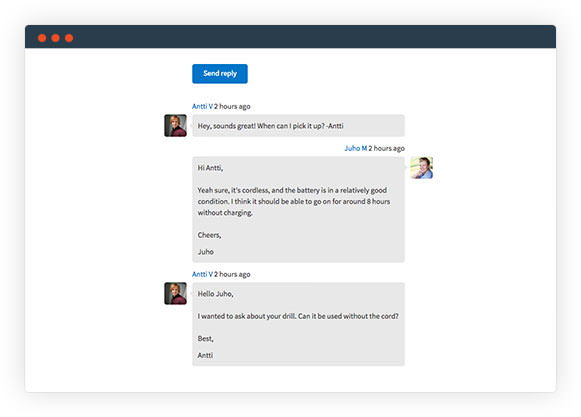 Send reply
Antti V 2 hours ago
Hey, sounds great! When can I pick it up? -Antti
Juho M 2 hours ago
Hi Antti,
Yeah sure, it's cordless, and the battery is in a relatively good
condition. I think it should be able to go on for around 8 hours
without charging.
Cheers,
Juho
Antti V 2 hours ago
Hello Juho,
I wanted to ask about your drill. Can it be used without the cord?
Best,
Antti